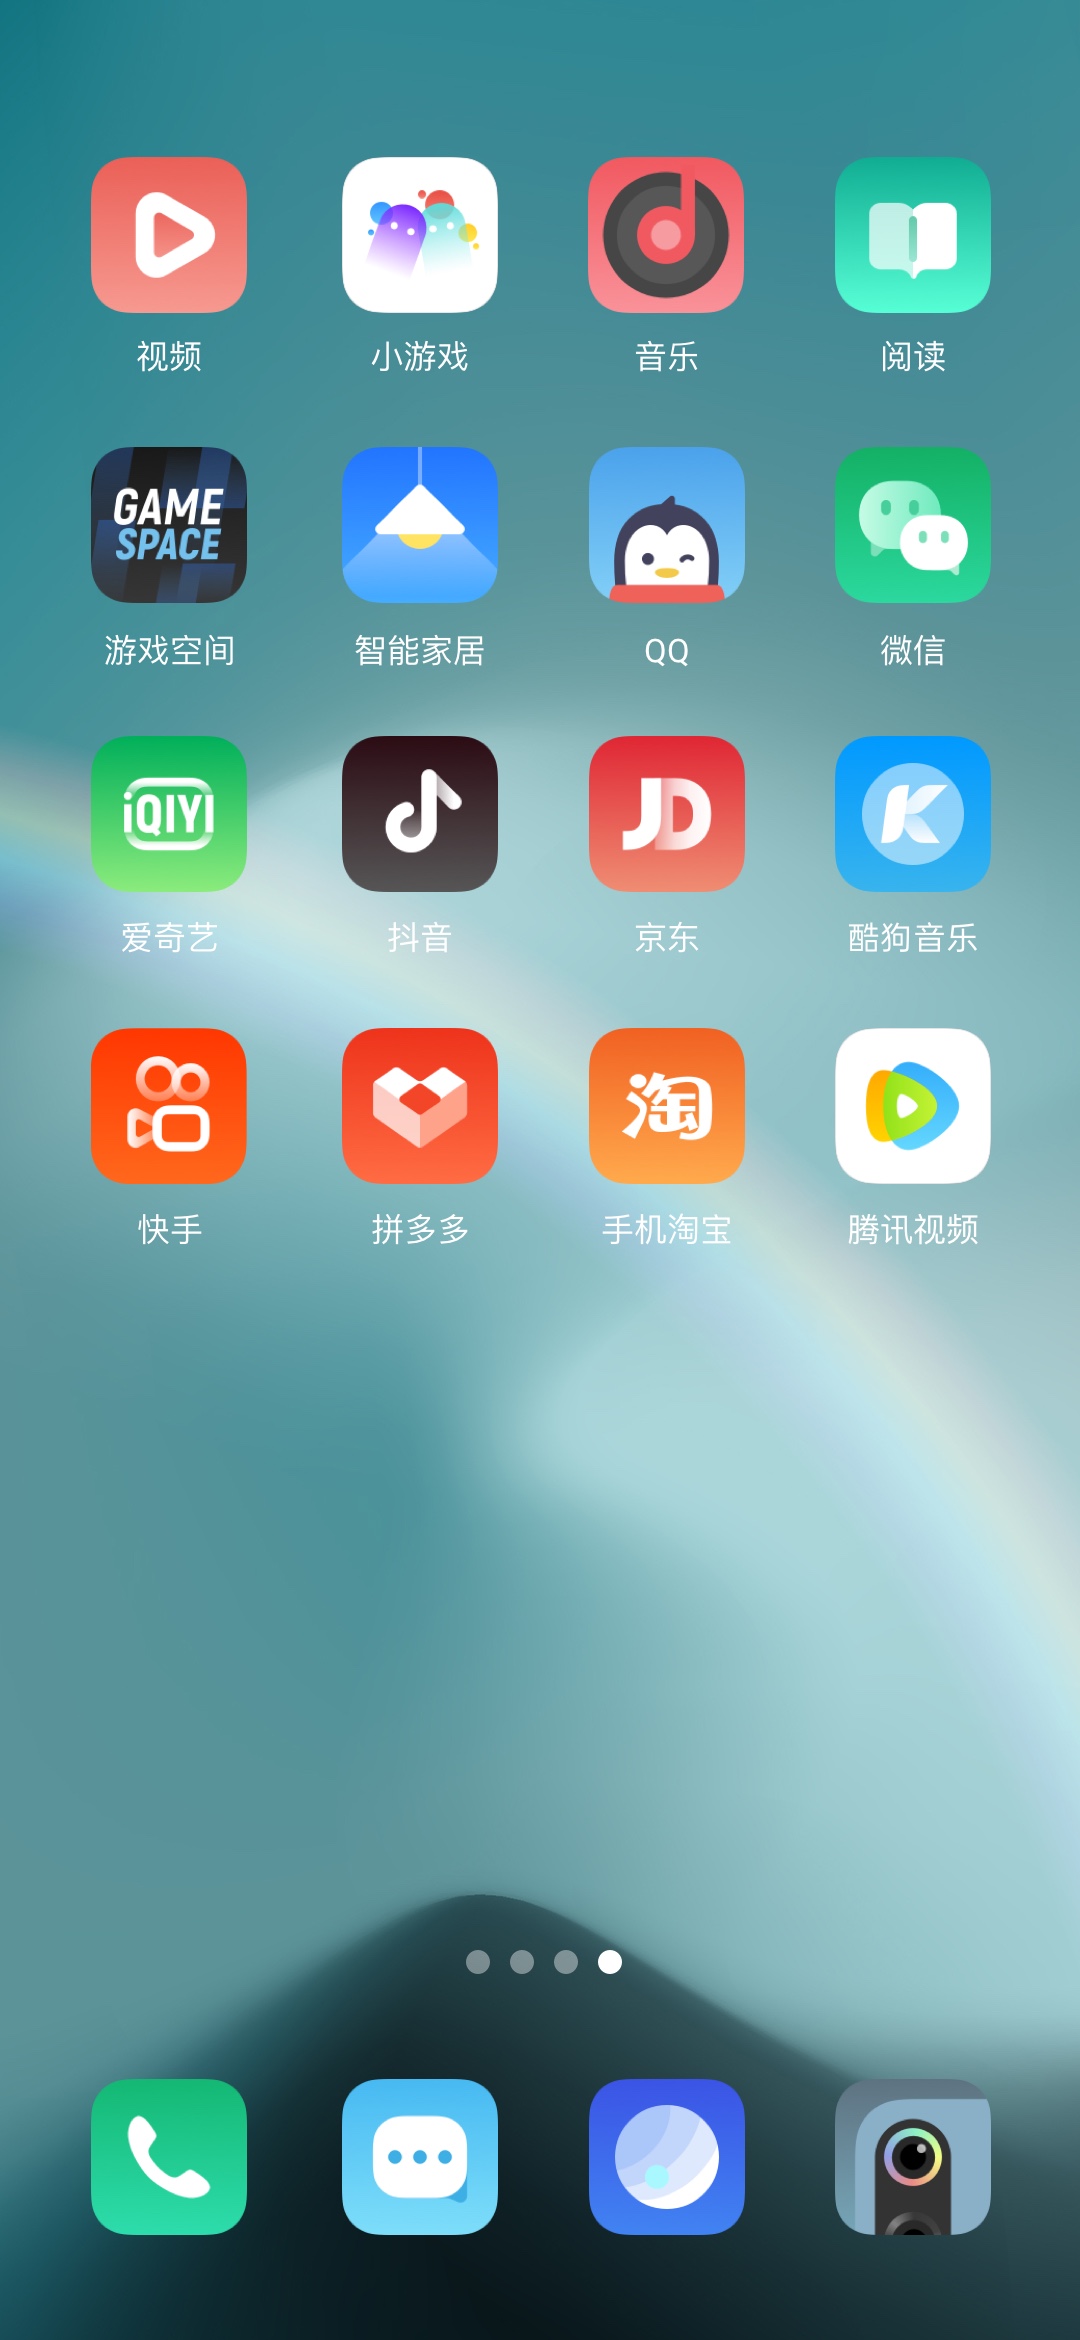 视频
小游戏
音乐
阅读
GAME
SPACE
游戏空间
智能家居
QQ
微信
iQIYI
爱奇艺
抖音
JD
京东
K
酷狗音乐
快手
拼多多
淘
手机淘宝
腾讯视频